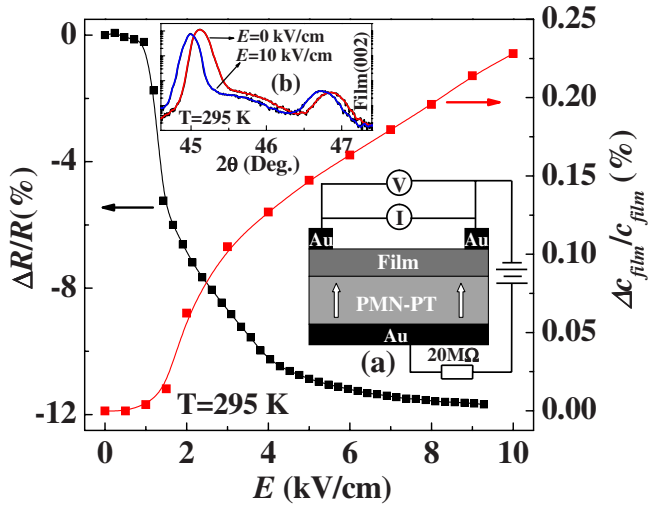 0
-4
-8
-12
ΔR/R(%)
0.25
0.20
0.15
0.10
0.05
0.00
Δc_film/c_film(%)
0 2 4 6 8 10
E (kV/cm)
E=0 kV/cm
E=10 kV/cm
(b)
T=295 K
Film(002)
45 46 47
2θ (Deg.)
V
I
Au Au
Film
PMN-PT
Au
(a)
20MΩ
T=295 K